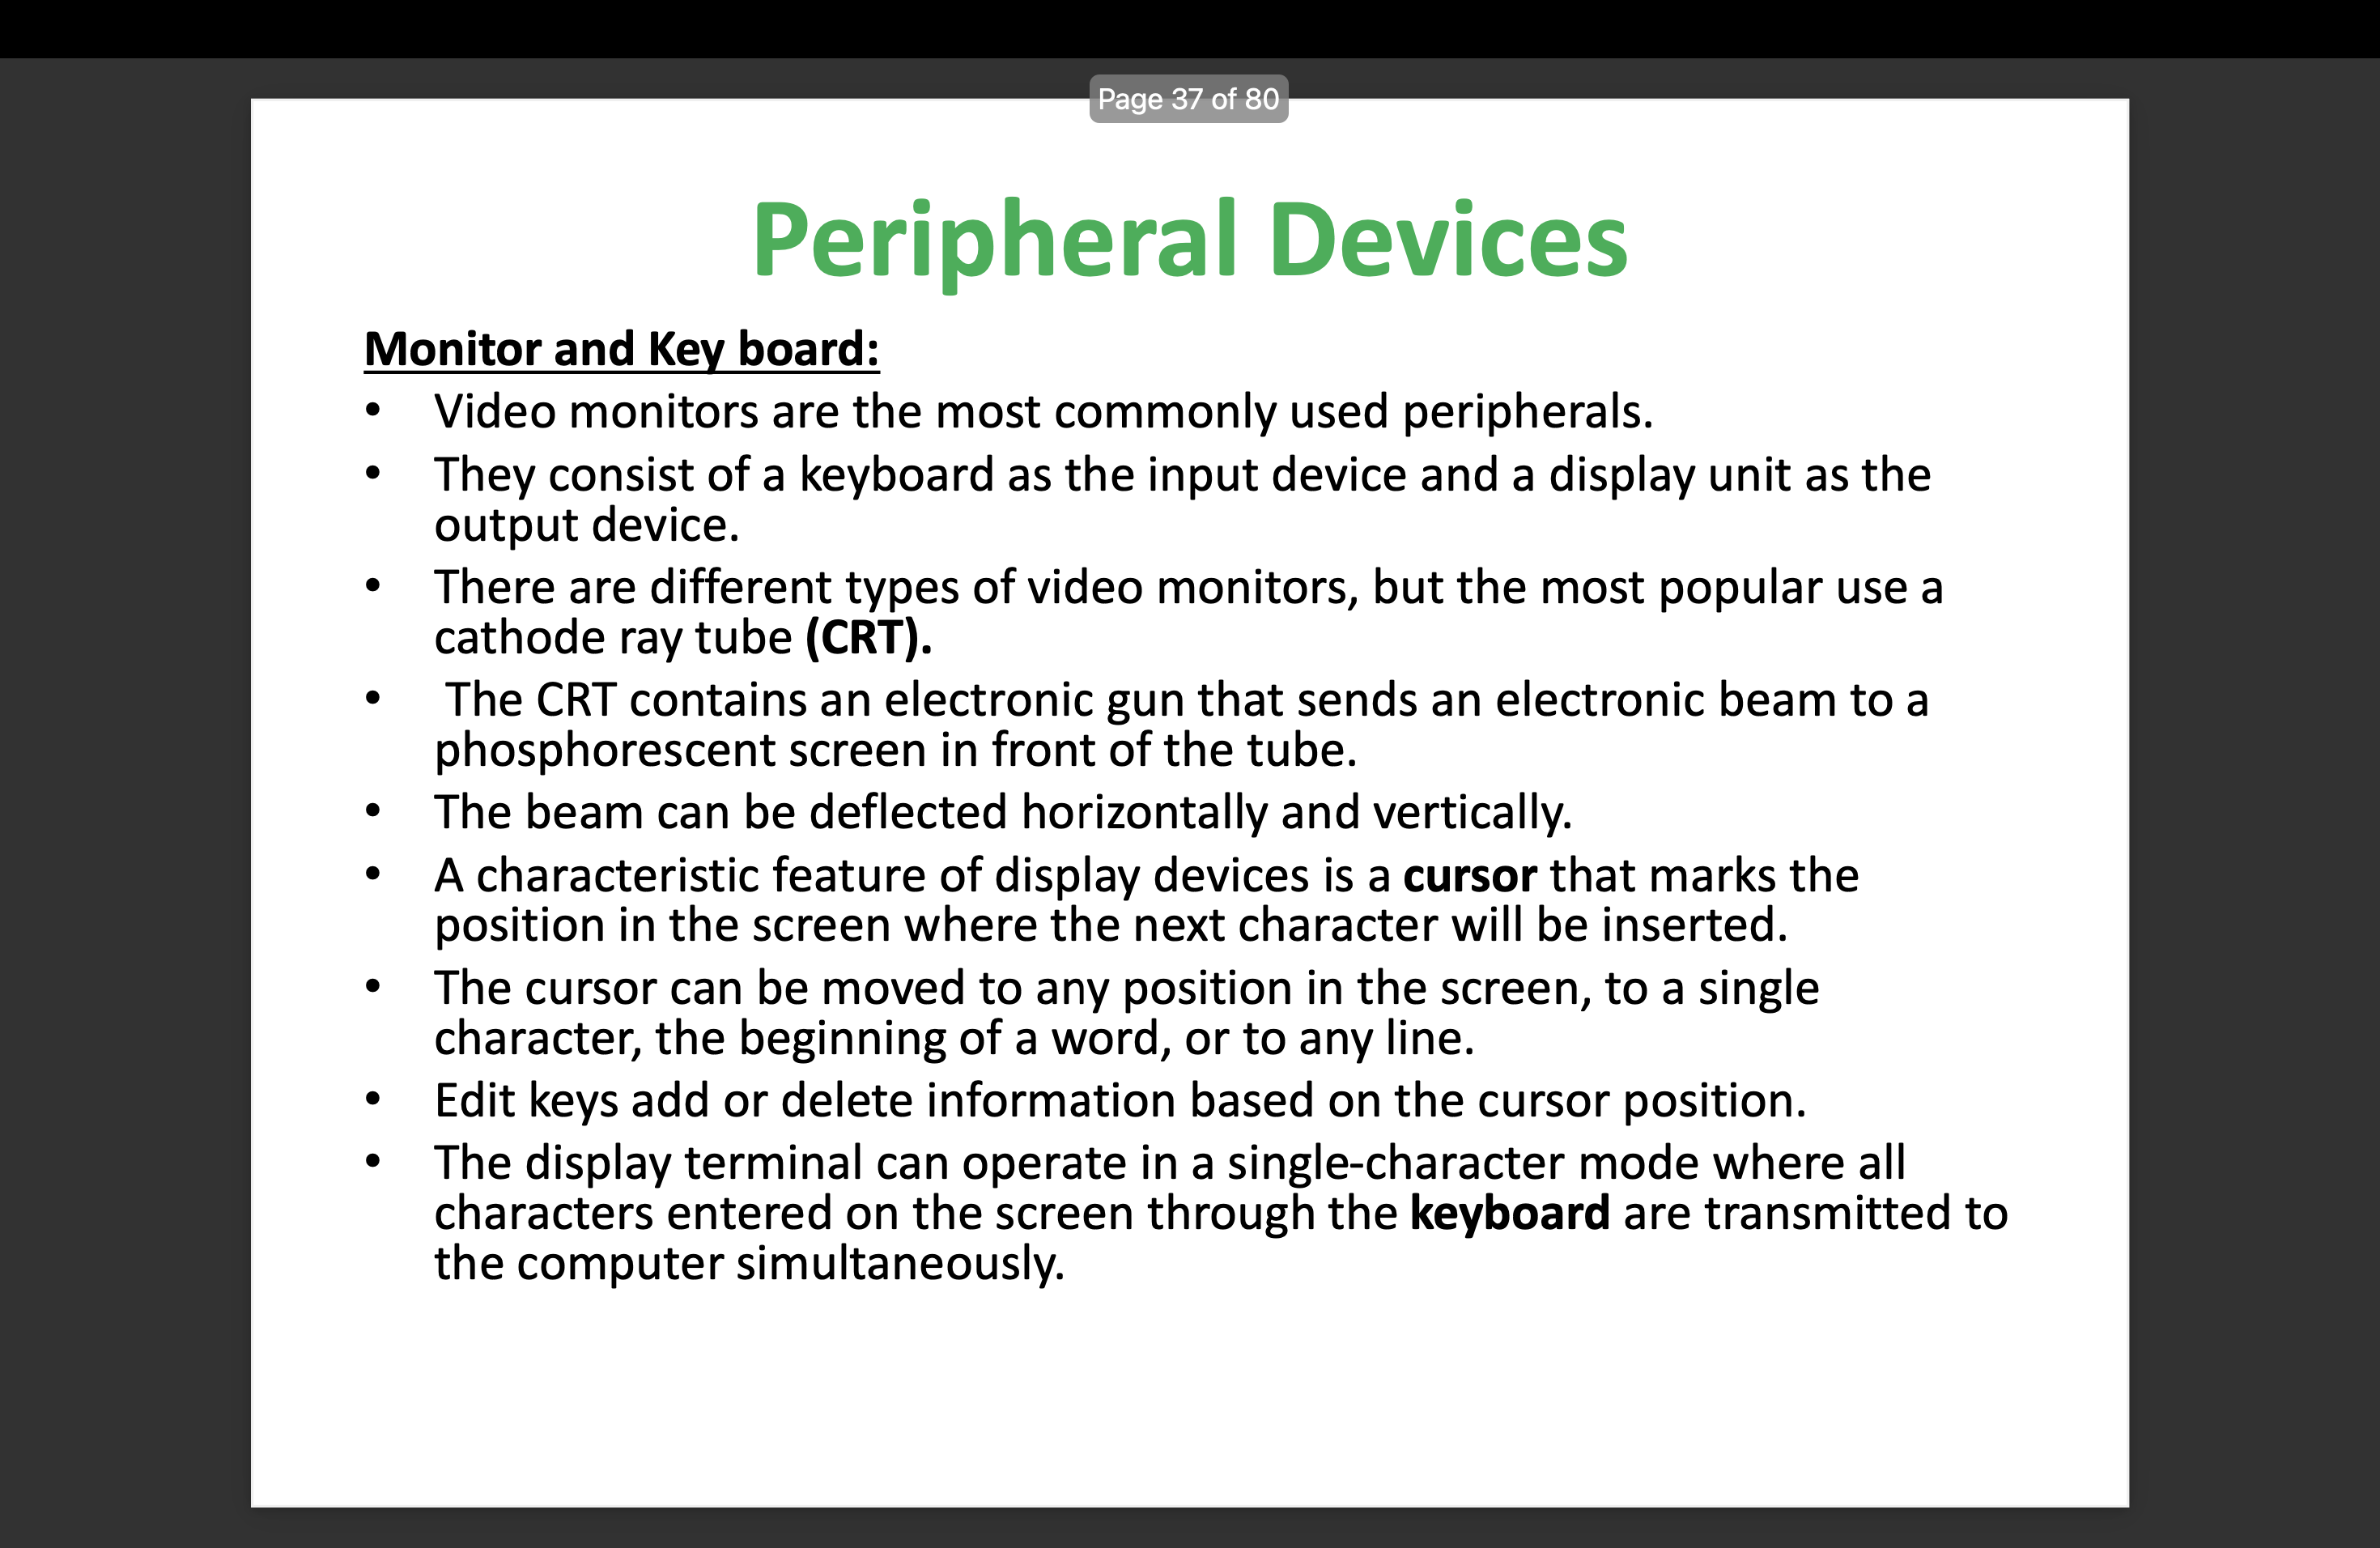 Page 37 of 80
Peripheral Devices
Monitor and Key board:
• Video monitors are the most commonly used peripherals.
• They consist of a keyboard as the input device and a display unit as the
output device.
• There are different types of video monitors, but the most popular use a
cathode ray tube (CRT).
• The CRT contains an electronic gun that sends an electronic beam to a
phosphorescent screen in front of the tube.
• The beam can be deflected horizontally and vertically.
• A characteristic feature of display devices is a cursor that marks the
position in the screen where the next character will be inserted.
• The cursor can be moved to any position in the screen, to a single
character, the beginning of a word, or to any line.
• Edit keys add or delete information based on the cursor position.
• The display terminal can operate in a single-character mode where all
characters entered on the screen through the keyboard are transmitted to
the computer simultaneously.